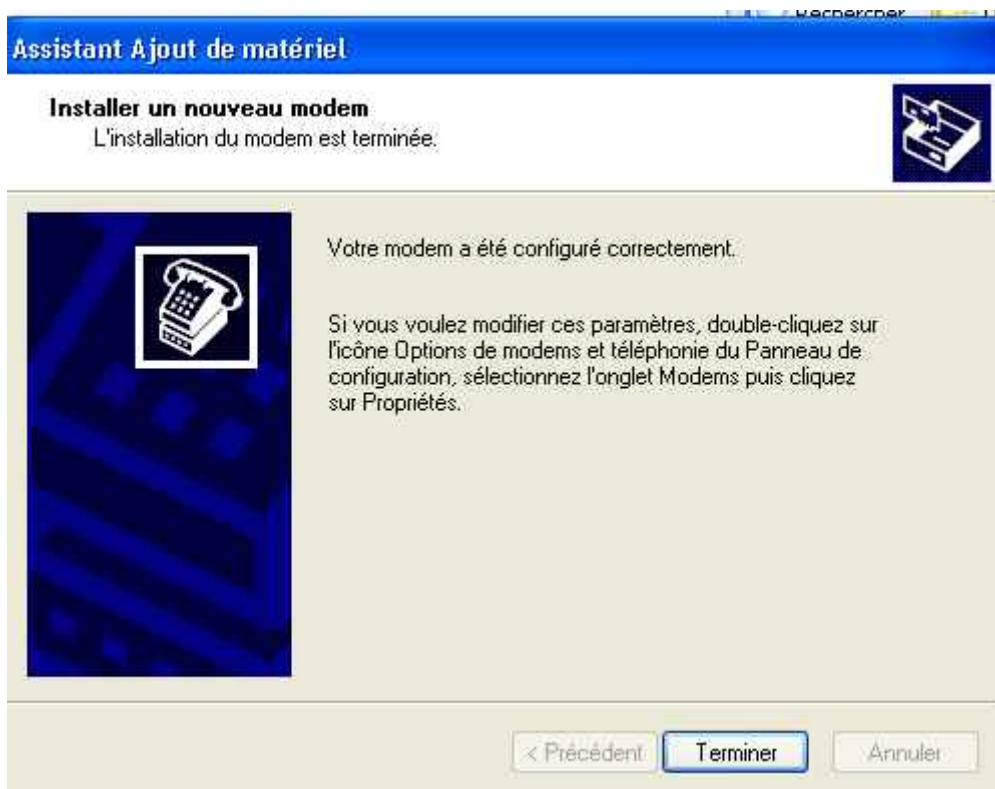 Rechercher
Assistant Ajout de matériel
Installer un nouveau modem
L'installation du modem est terminée.
Votre modem a été configuré correctement.
Si vous voulez modifier ces paramètres, double-cliquez sur
l'icône Options de modems et téléphonie du Panneau de
configuration, sélectionnez l'onglet Modems puis cliquez
sur Propriétés.
< Précédent
Terminer
Annuler